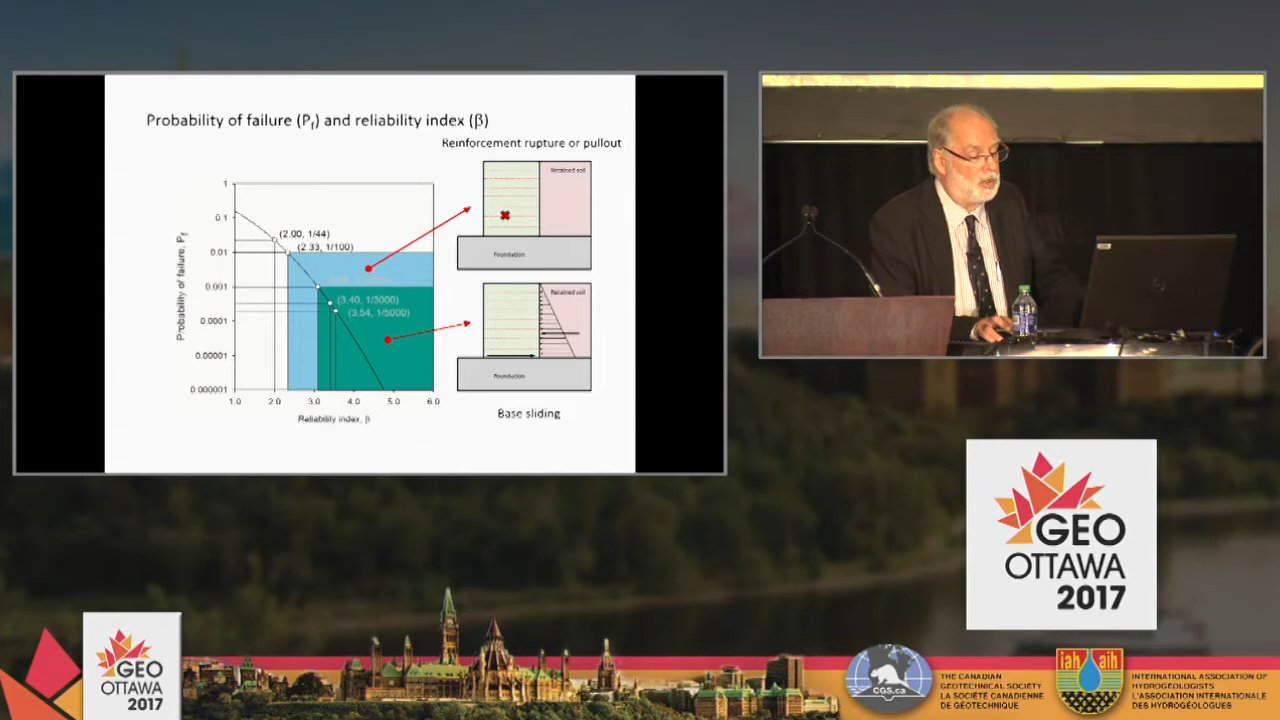 Probability of failure (Pf) and reliability index (β)
Reinforcement rupture or pullout
Retained soil
Foundation
Retained soil
Foundation
Base sliding
Probability of failure, Pf
1
0.1
0.01
0.001
0.0001
0.00001
0.000001
(2.00, 1/44)
(2.33, 1/100)
(3.40, 1/3000)
(3.54, 1/5000)
1.0 2.0 3.0 4.0 5.0 6.0
Reliability index, β
GEO
OTTAWA
2017
GEO
OTTAWA
2017
CGS.ca
THE CANADIAN
GEOTECHNICAL SOCIETY
LA SOCIÉTÉ CANADIENNE
DE GÉOTECHNIQUE
iah aih
INTERNATIONAL ASSOCIATION OF
HYDROGEOLOGISTS
L'ASSOCIATION INTERNATIONALE
DES HYDROGÉOLOGUES